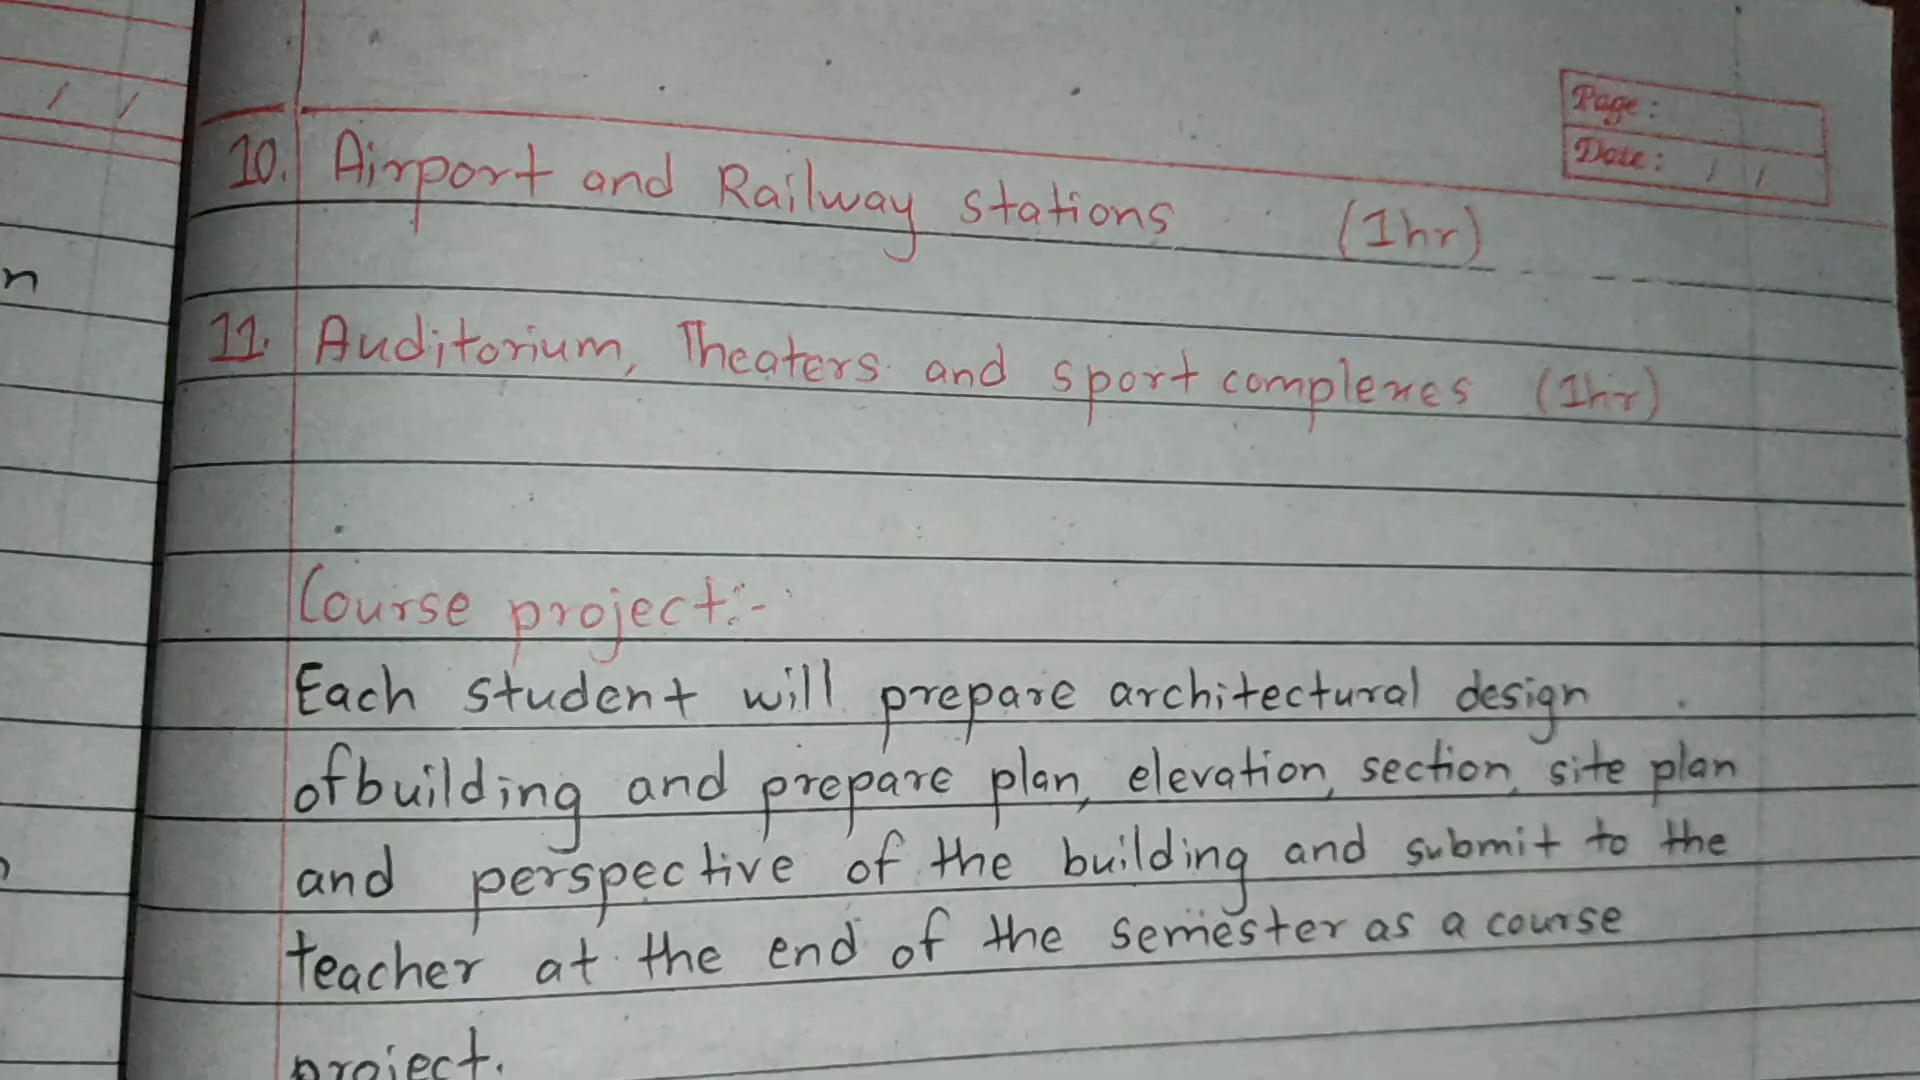 Page :
Date : / /
10. Airport and Railway stations (1hr)
11. Auditorium, Theaters and sport complexes (1hr)
Course project:-
Each student will prepare architectural design
of building and prepare plan, elevation, section, site plan
and perspective of the building and submit to the
teacher at the end of the semester as a course
project.
/ /
n